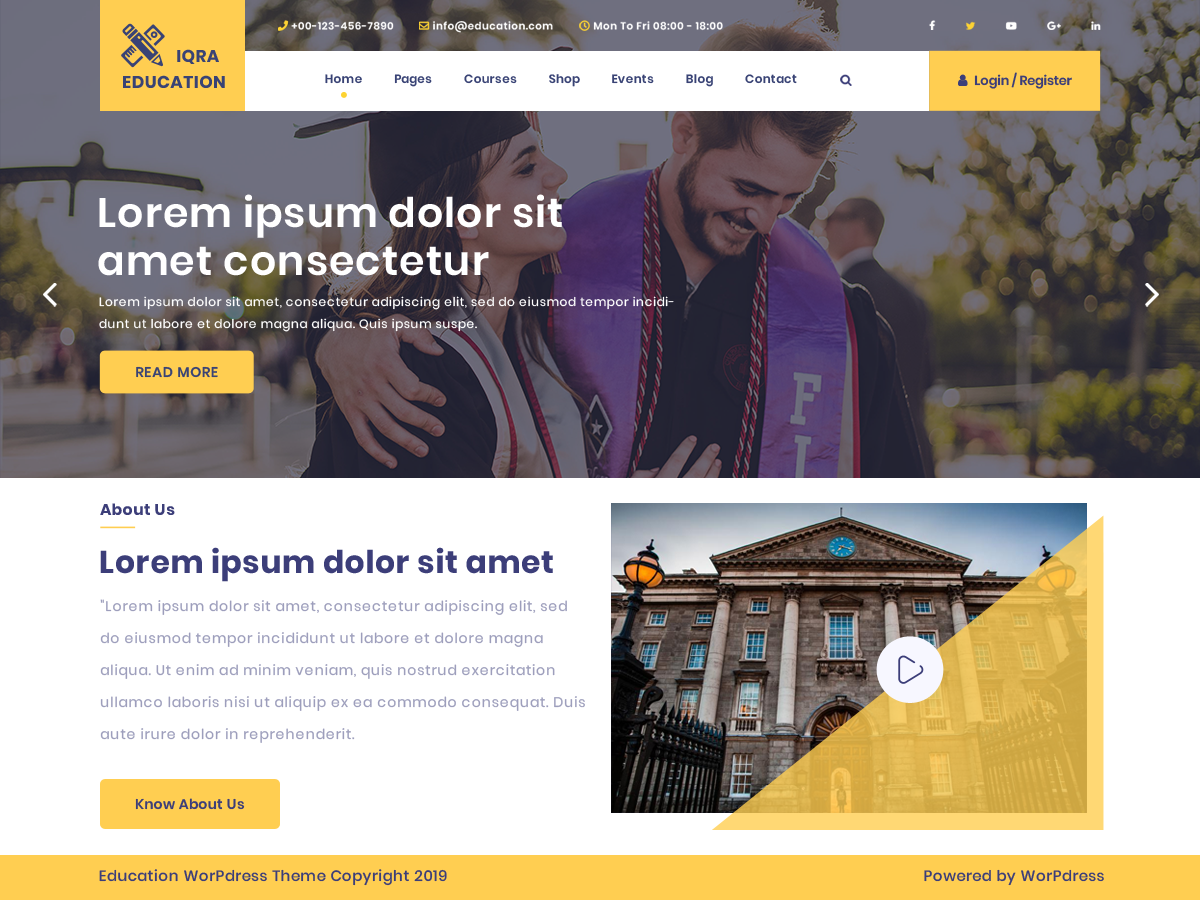 +00-123-456-7890 info@education.com Mon To Fri 08:00 - 18:00
IQRA
EDUCATION
Home Pages Courses Shop Events Blog Contact Login / Register
Lorem ipsum dolor sit
amet consectetur
Lorem ipsum dolor sit amet, consectetur adipiscing elit, sed do eiusmod tempor incidi-
dunt ut labore et dolore magna aliqua. Quis ipsum suspe.
READ MORE
About Us
Lorem ipsum dolor sit amet
"Lorem ipsum dolor sit amet, consectetur adipiscing elit, sed
do eiusmod tempor incididunt ut labore et dolore magna
aliqua. Ut enim ad minim veniam, quis nostrud exercitation
ullamco laboris nisi ut aliquip ex ea commodo consequat. Duis
aute irure dolor in reprehenderit.
Know About Us
Education WorPdress Theme Copyright 2019
Powered by WorPdress